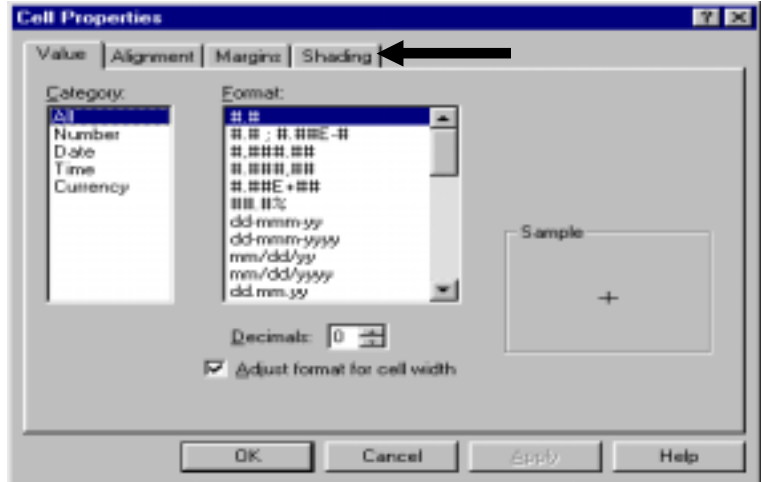 Cell Properties
Value Alignment Margins Shading
Category: Format:
All
Number
Date
Time
Currency
#.#
#.# ; #.##E-#
#,###.##
#.###,##
#.##E+##
##.#%
dd-mmm-yy
dd-mmm-yyyy
mm/dd/yy
mm/dd/yyyy
dd.mm.yy
Sample
Decimals: 0
Adjust format for cell width
OK Cancel Apply Help